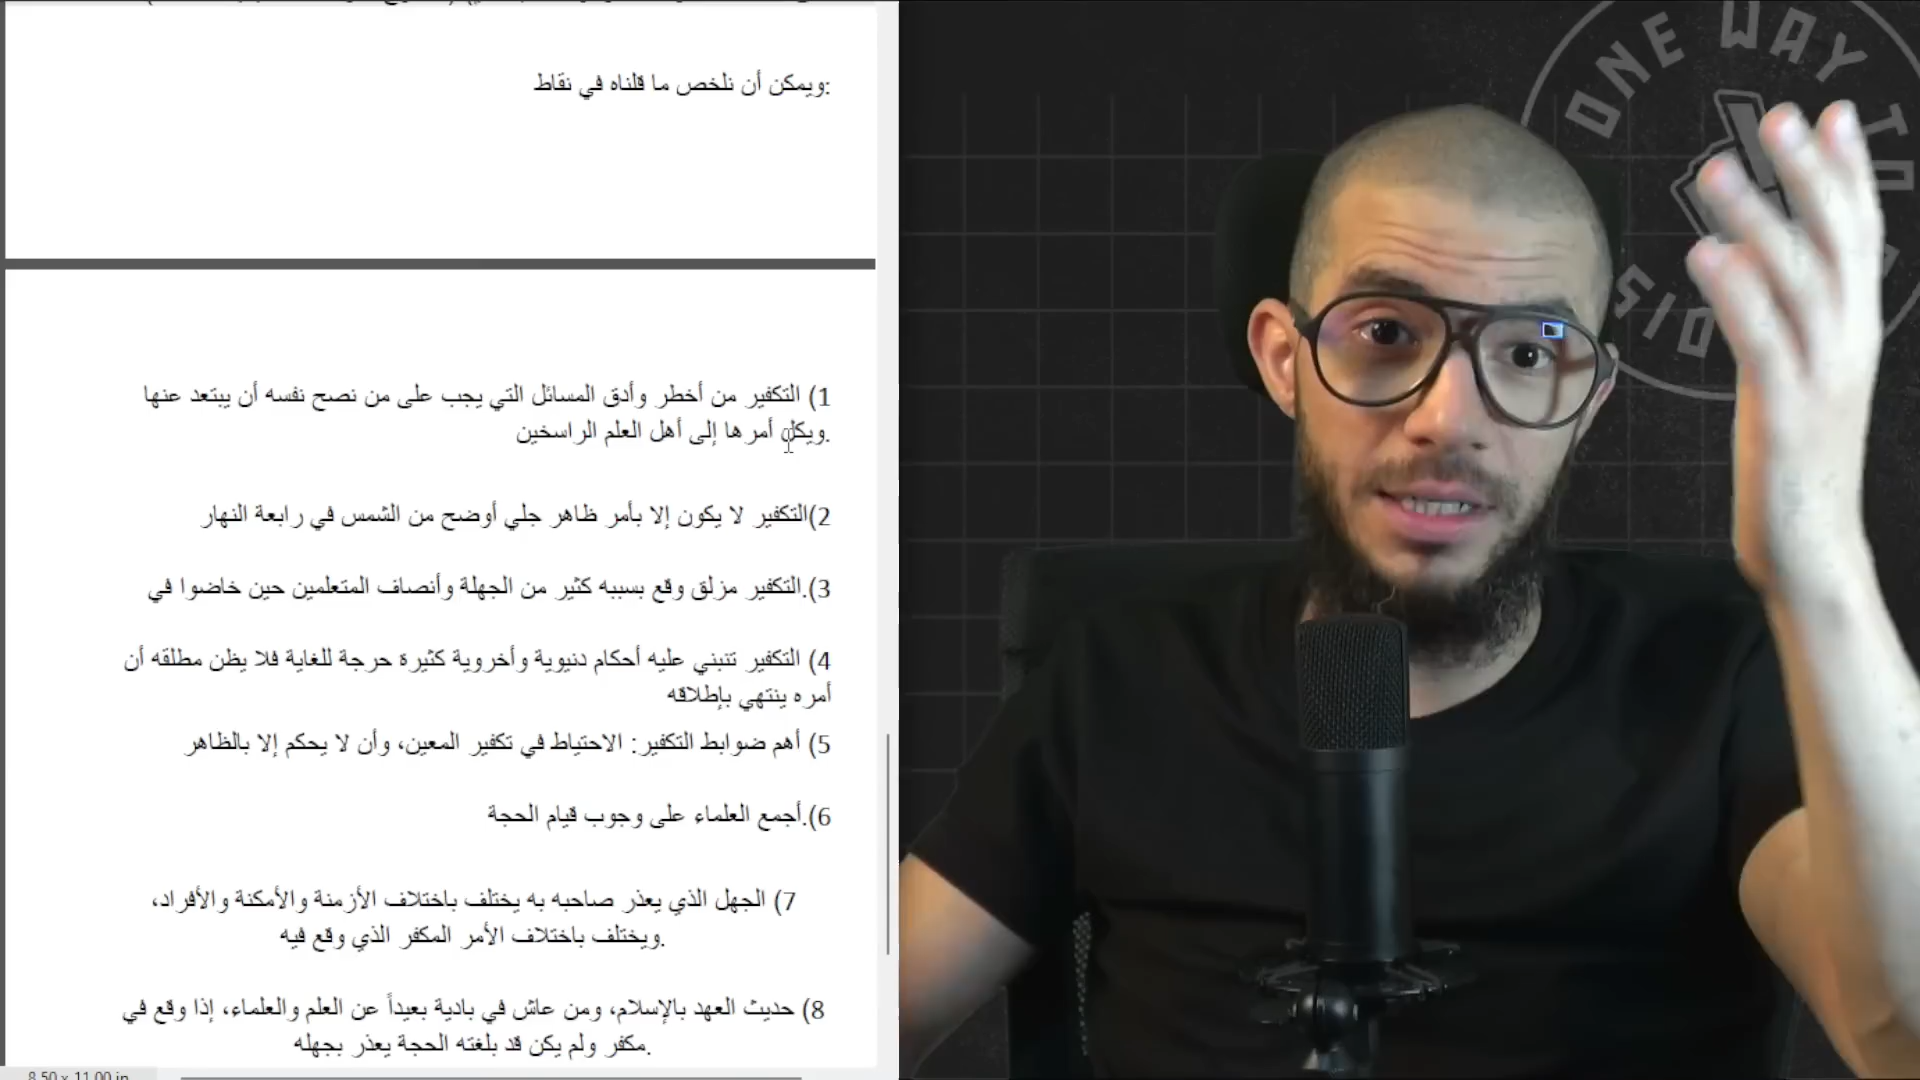 ويمكن أن نلخص ما قلناه في نقاط:
1) التكفير من أخطر وأدق المسائل التي يجب على من نصح نفسه أن يبتعد عنها
ويكل أمرها إلى أهل العلم الراسخين.
2)التكفير لا يكون إلا بأمر ظاهر جلي أوضح من الشمس في رابعة النهار
3).التكفير مزلق وقع بسببه كثير من الجهلة وأنصاف المتعلمين حين خاضوا في
4) التكفير تنبني عليه أحكام دنيوية وأخروية كثيرة حرجة للغاية فلا يظن مطلقه أن
أمره ينتهي بإطلاقه
5) أهم ضوابط التكفير: الاحتياط في تكفير المعين، وأن لا يحكم إلا بالظاهر
6).أجمع العلماء على وجوب قيام الحجة
7) الجهل الذي يعذر صاحبه به يختلف باختلاف الأزمنة والأمكنة والأفراد،
ويختلف باختلاف الأمر المكفر الذي وقع فيه.
8) حديث العهد بالإسلام، ومن عاش في بادية بعيداً عن العلم والعلماء، إذا وقع في
مكفر ولم يكن قد بلغته الحجة يعذر بجهله.
8.50 x 11.00 in
ONE WAY TO